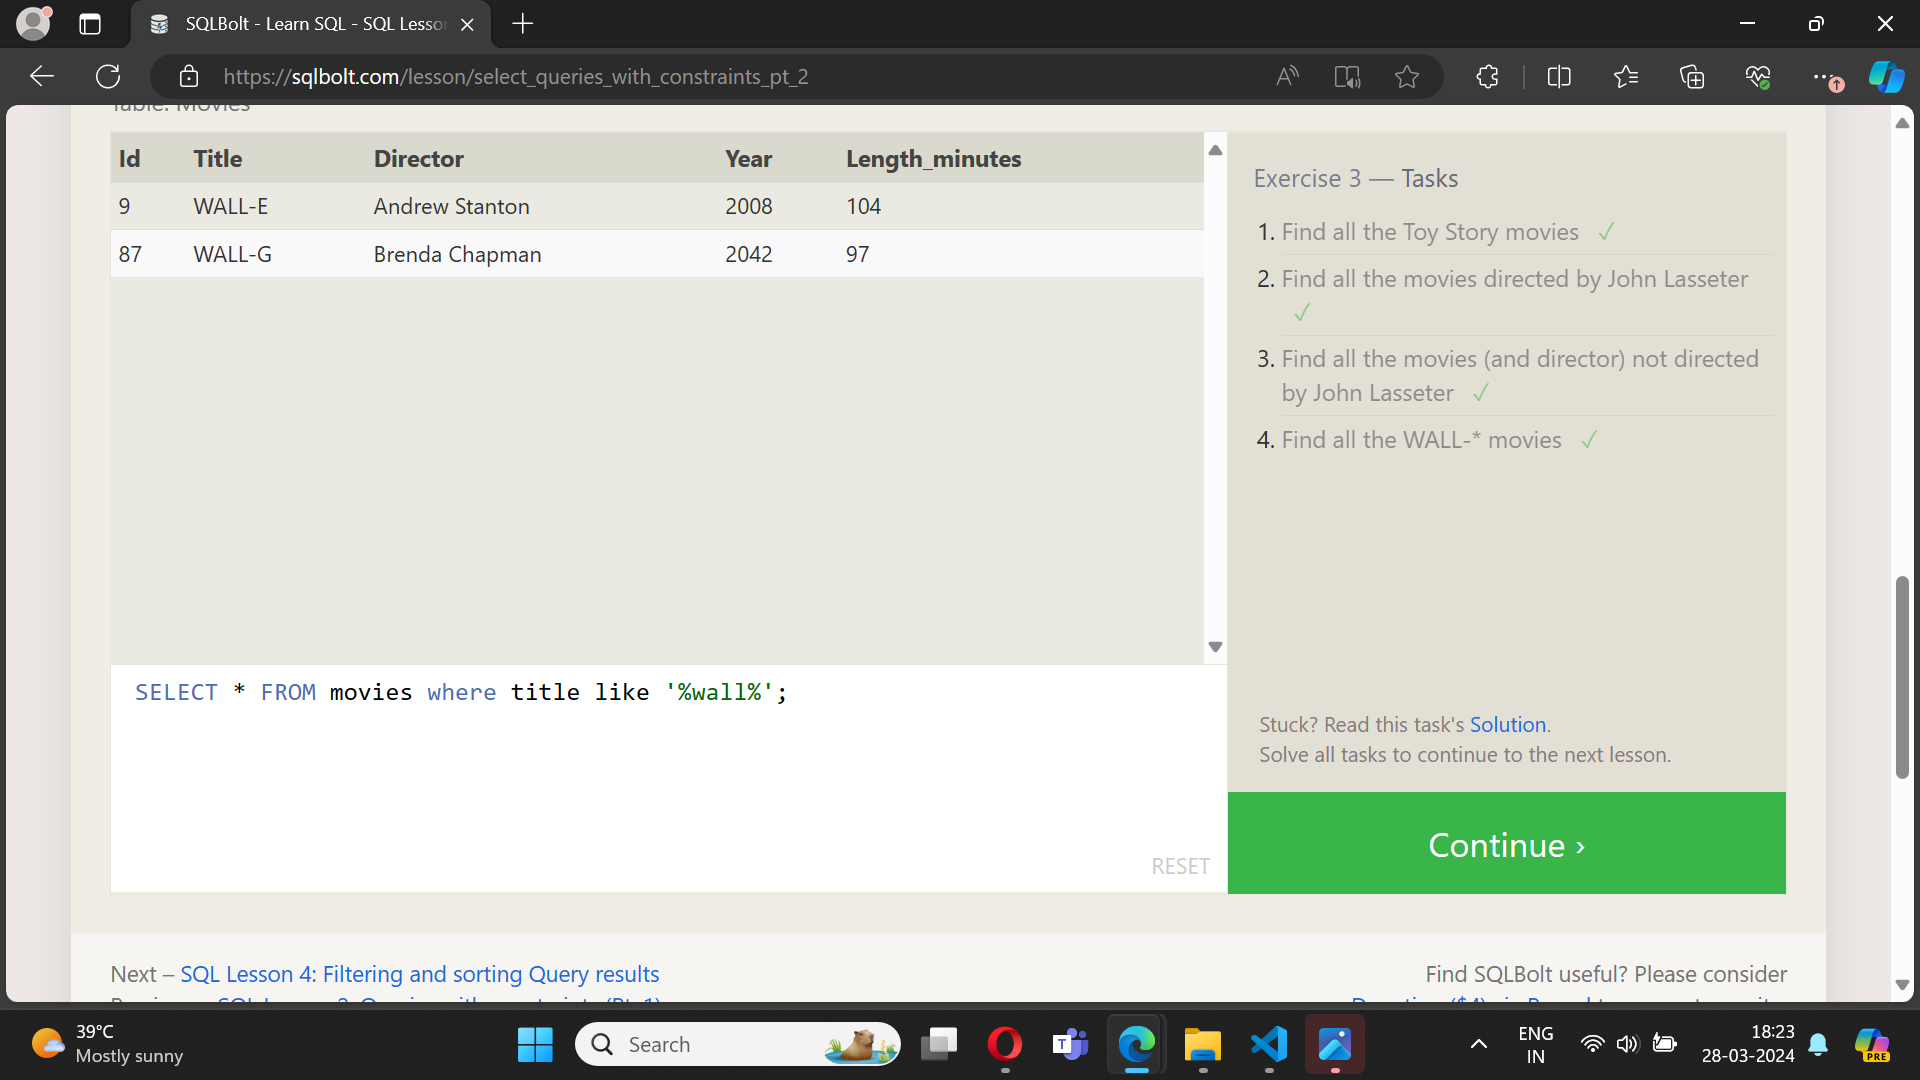 SQLBolt - Learn SQL - SQL Lesso
https://sqlbolt.com/lesson/select_queries_with_constraints_pt_2
Table: Movies
Id Title Director Year Length_minutes
9 WALL-E Andrew Stanton 2008 104
87 WALL-G Brenda Chapman 2042 97
SELECT * FROM movies where title like '%wall%';
RESET
Exercise 3 — Tasks
1. Find all the Toy Story movies ✓
2. Find all the movies directed by John Lasseter
✓
3. Find all the movies (and director) not directed
by John Lasseter ✓
4. Find all the WALL-* movies ✓
Stuck? Read this task's Solution.
Solve all tasks to continue to the next lesson.
Continue ›
Next – SQL Lesson 4: Filtering and sorting Query results
Find SQLBolt useful? Please consider
39°C
Mostly sunny
Search
ENG
IN
18:23
28-03-2024
PRE